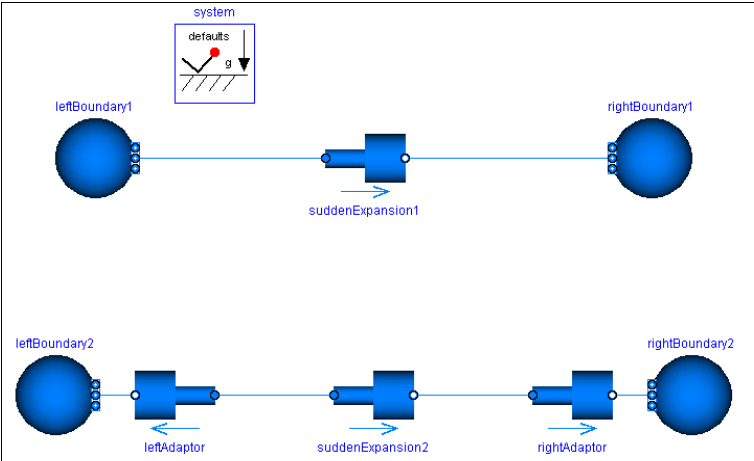 system
defaults
g
leftBoundary1
rightBoundary1
suddenExpansion1
leftBoundary2
rightBoundary2
leftAdaptor
suddenExpansion2
rightAdaptor